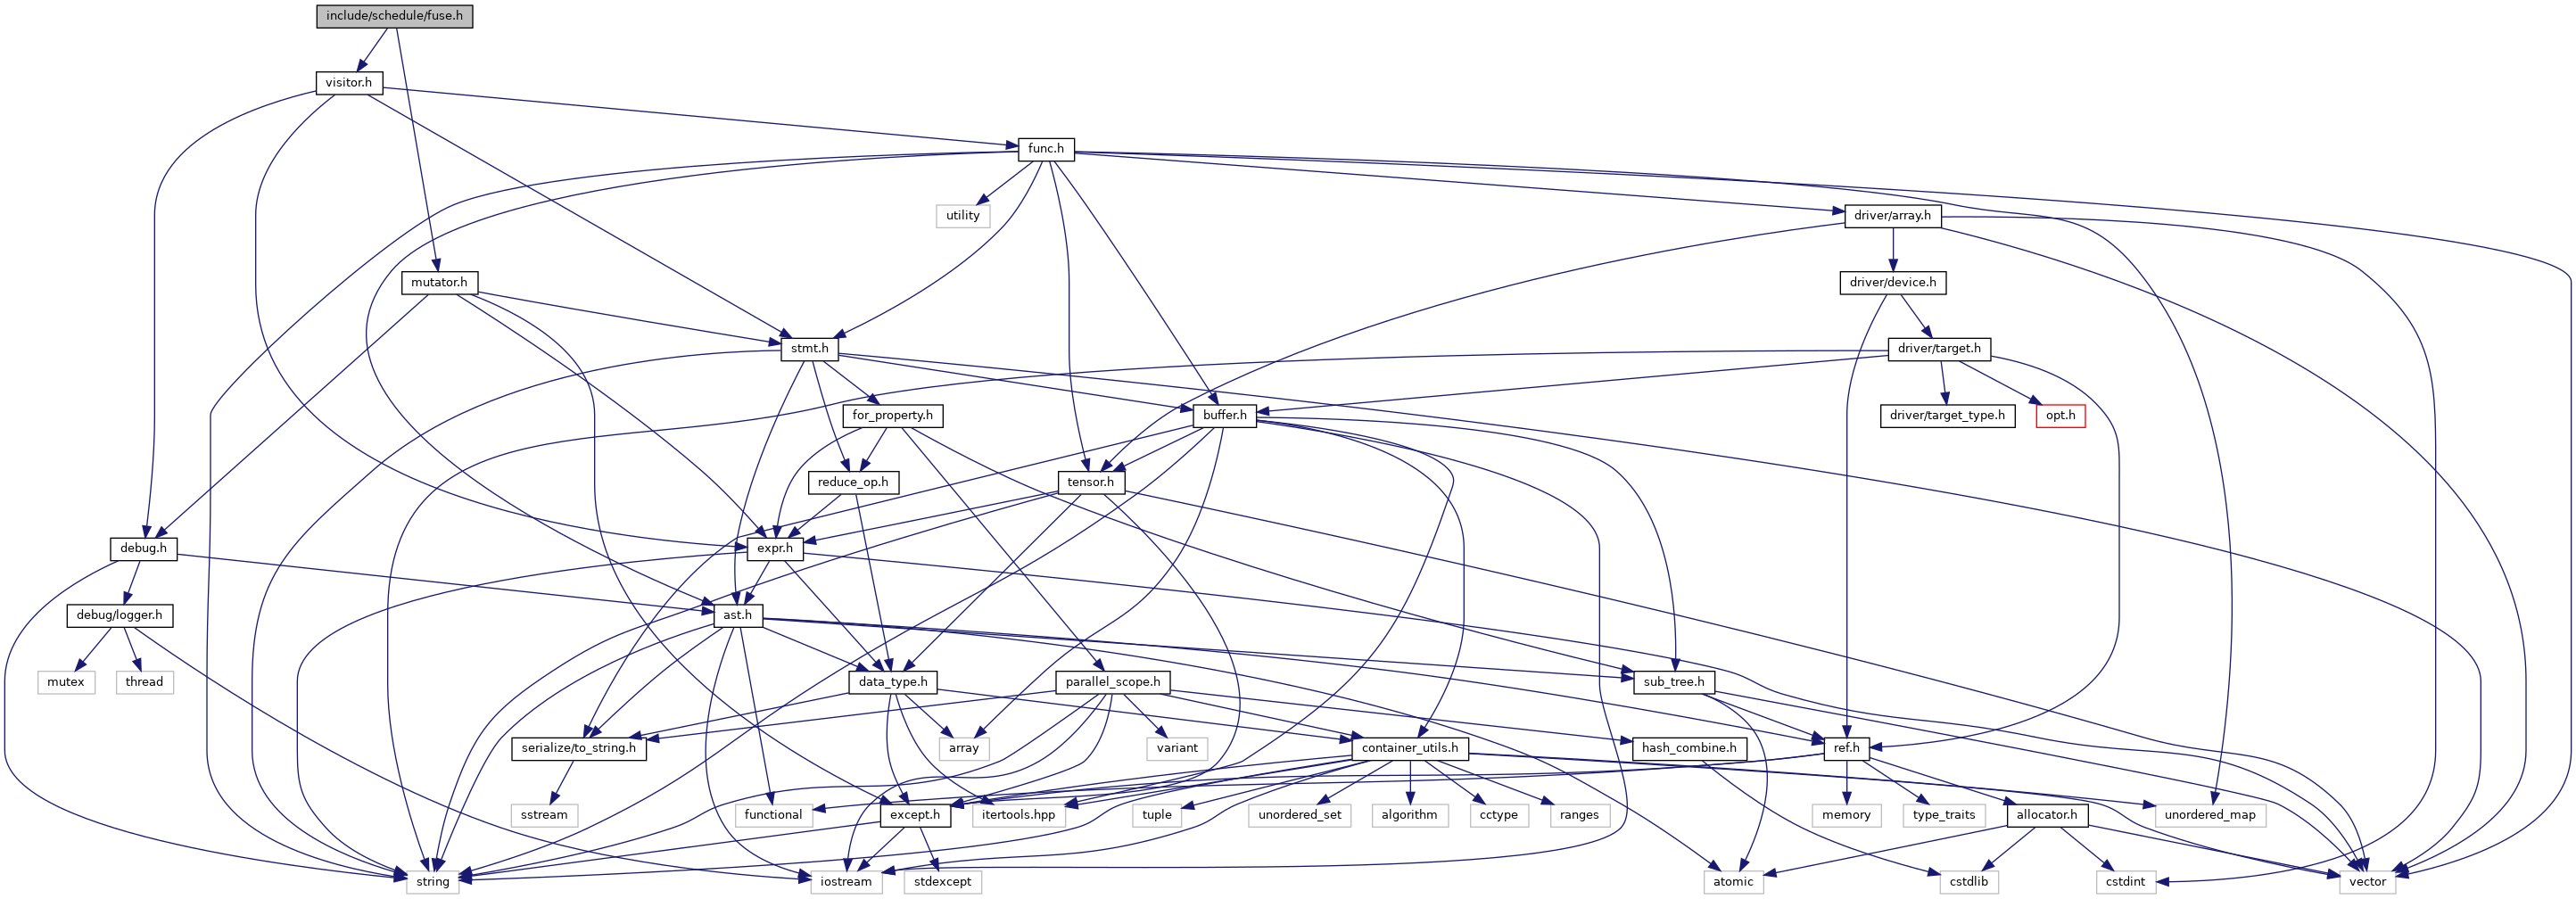 include/schedule/fuse.h
visitor.h
func.h
utility
driver/array.h
mutator.h
driver/device.h
stmt.h
driver/target.h
for_property.h
buffer.h
driver/target_type.h
opt.h
reduce_op.h
tensor.h
debug.h
expr.h
debug/logger.h
ast.h
mutex
thread
data_type.h
parallel_scope.h
sub_tree.h
serialize/to_string.h
array
variant
container_utils.h
hash_combine.h
ref.h
sstream
functional
except.h
itertools.hpp
tuple
unordered_set
algorithm
cctype
ranges
memory
type_traits
allocator.h
unordered_map
string
iostream
stdexcept
atomic
cstdlib
cstdint
vector